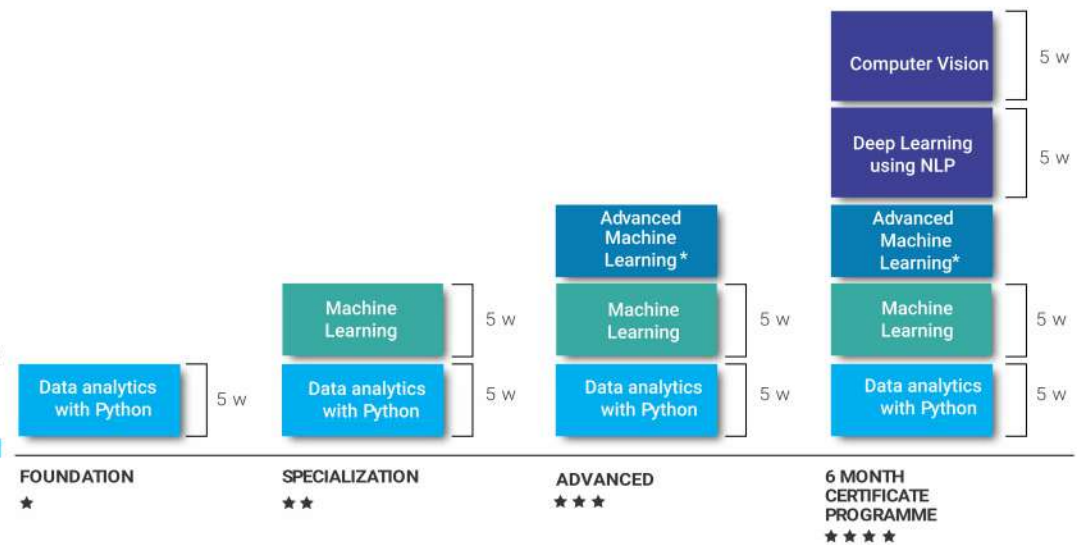 Computer Vision
5 w
Deep Learning
using NLP
5 w
Advanced
Machine
Learning*
Advanced
Machine
Learning*
Machine
Learning
5 w
Machine
Learning
5 w
Machine
Learning
5 w
Data analytics
with Python
5 w
Data analytics
with Python
5 w
Data analytics
with Python
5 w
Data analytics
with Python
5 w
FOUNDATION
★
SPECIALIZATION
★★
ADVANCED
★★★
6 MONTH
CERTIFICATE
PROGRAMME
★★★★